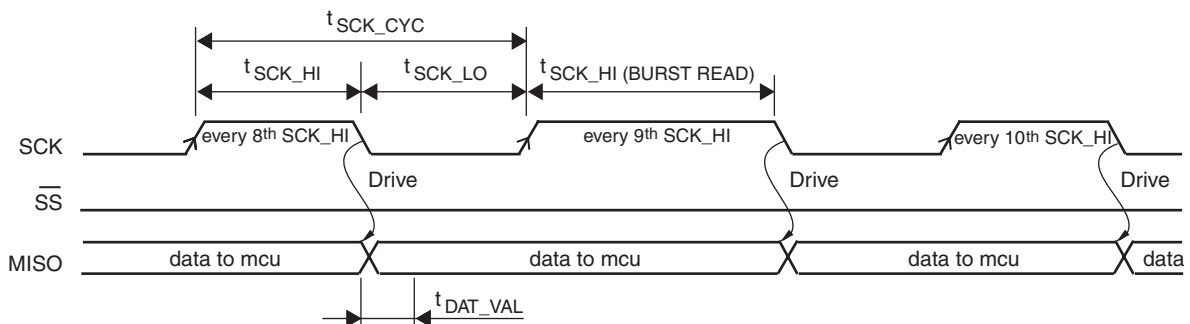 tSCK_CYC
tSCK_HI tSCK_LO tSCK_HI (BURST READ)
SCK every 8th SCK_HI every 9th SCK_HI every 10th SCK_HI
Drive Drive Drive
SS
MISO data to mcu data to mcu data to mcu data
tDAT_VAL